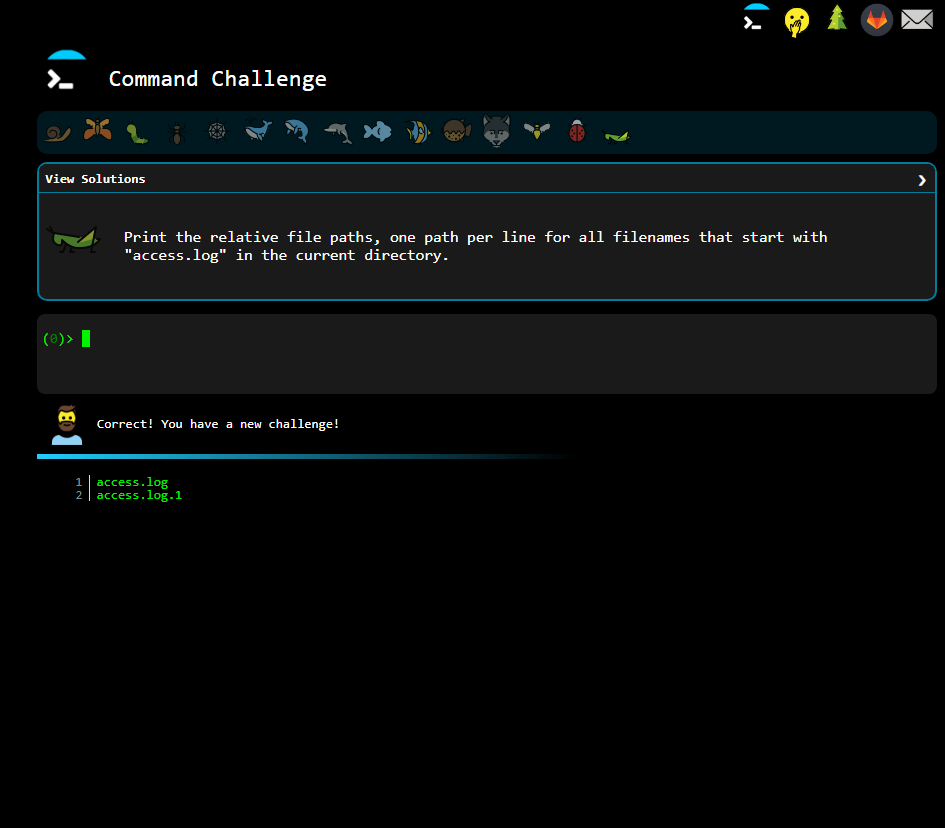 Command Challenge
View Solutions
Print the relative file paths, one path per line for all filenames that start with
"access.log" in the current directory.
(0)>
Correct! You have a new challenge!
1 access.log
2 access.log.1